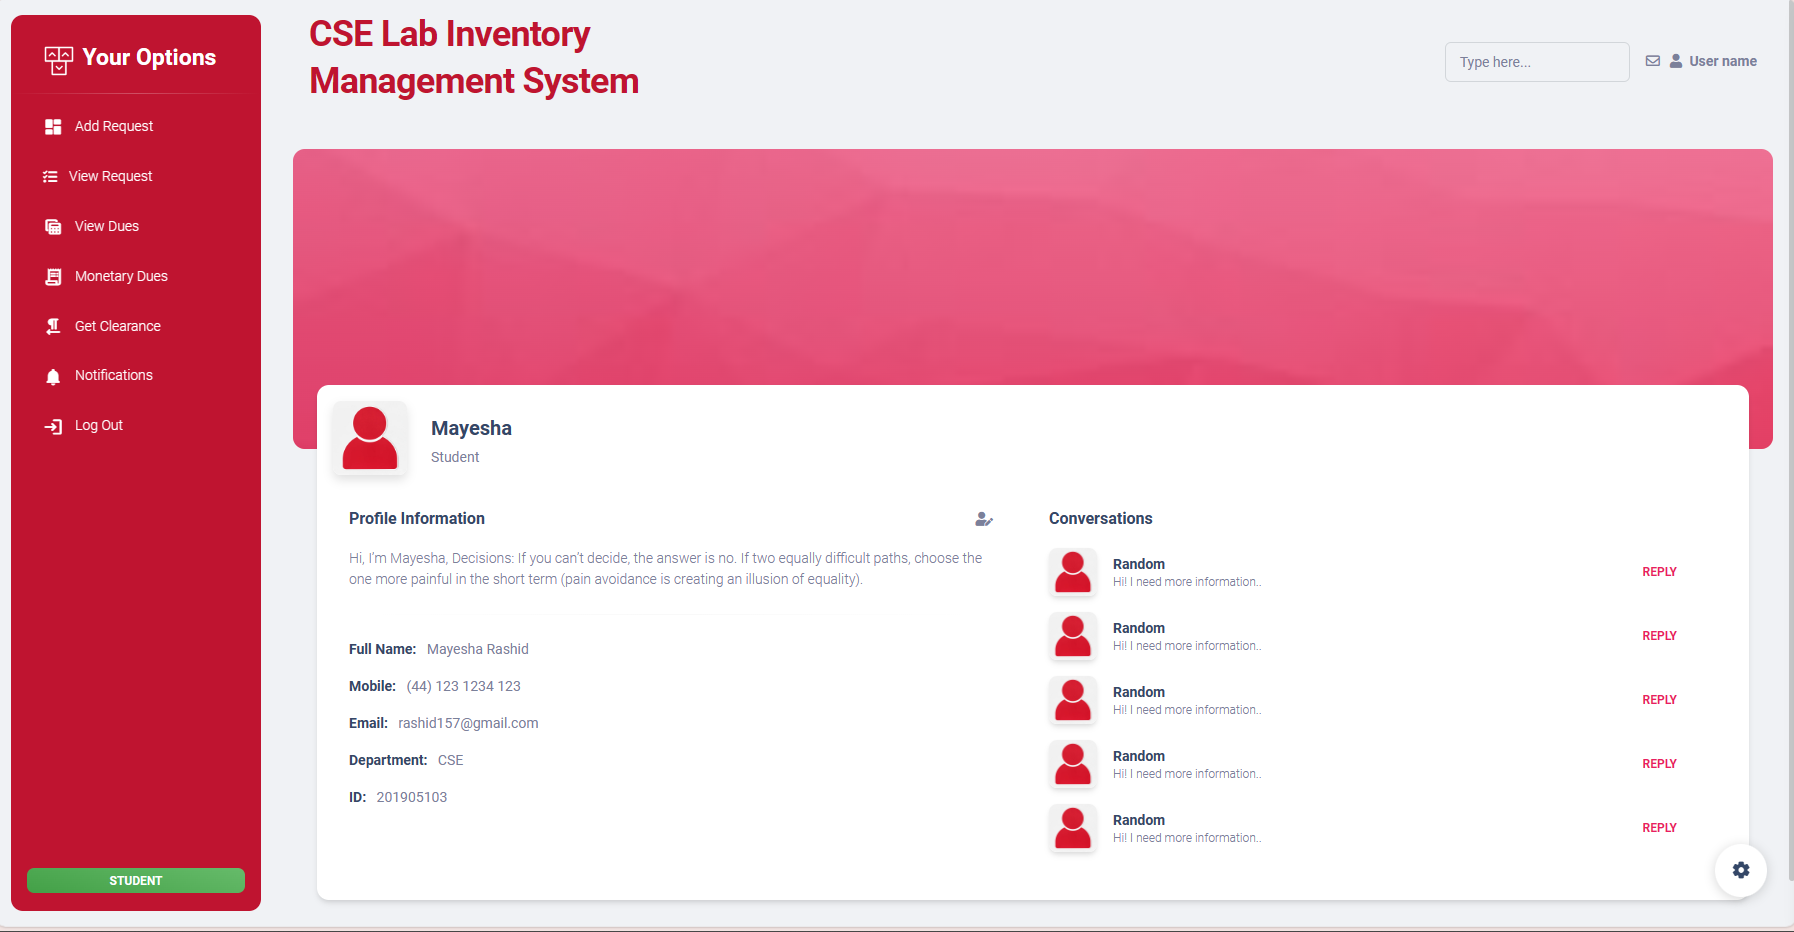 Your Options
Add Request
View Request
View Dues
Monetary Dues
Get Clearance
Notifications
Log Out
STUDENT
CSE Lab Inventory
Management System
Type here...
User name
Mayesha
Student
Profile Information
Hi, I'm Mayesha, Decisions: If you can't decide, the answer is no. If two equally difficult paths, choose the
one more painful in the short term (pain avoidance is creating an illusion of equality).
Full Name: Mayesha Rashid
Mobile: (44) 123 1234 123
Email: rashid157@gmail.com
Department: CSE
ID: 201905103
Conversations
Random
Hi! I need more information..
REPLY
Random
Hi! I need more information..
REPLY
Random
Hi! I need more information..
REPLY
Random
Hi! I need more information..
REPLY
Random
Hi! I need more information..
REPLY